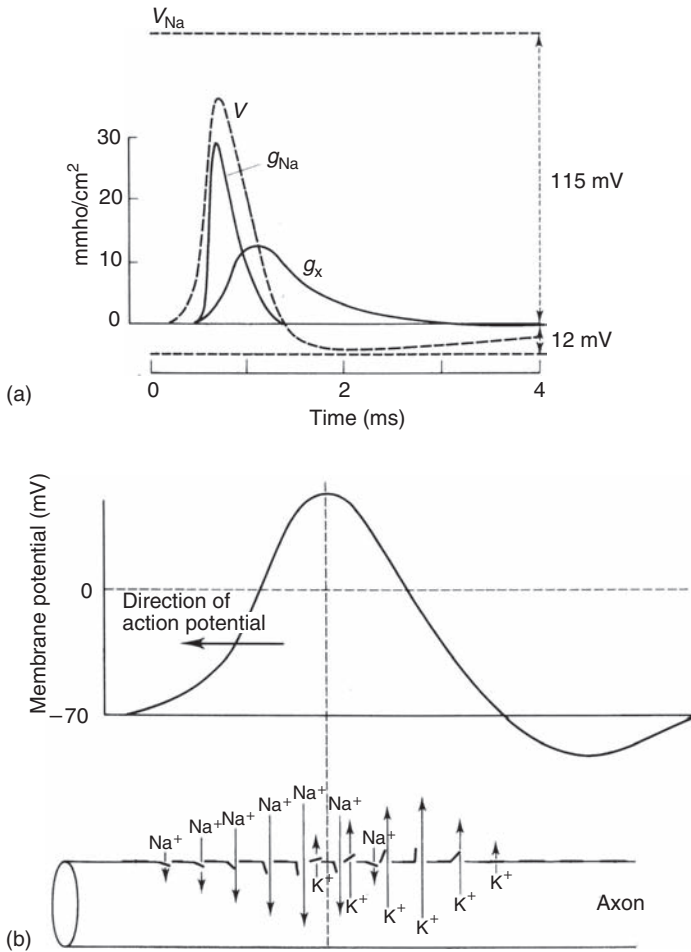 V_Na
V
g_Na
30
20
10
0
mmho/cm²
g_x
115 mV
12 mV
0 2 4
Time (ms)
(a)
Membrane potential (mV)
0
Direction of
action potential
−70
Na⁺ Na⁺ Na⁺ Na⁺ Na⁺ Na⁺ Na⁺
K⁺ K⁺ K⁺ K⁺ K⁺ K⁺
Axon
(b)